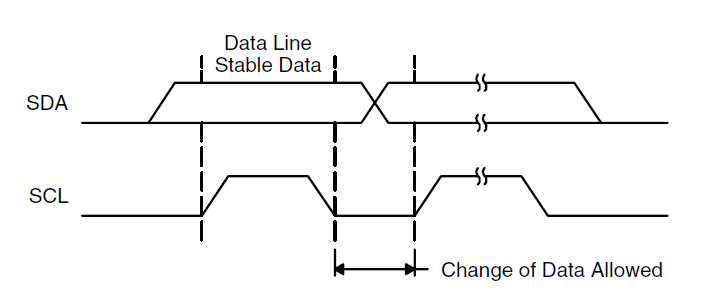 Data Line
Stable Data
SDA
SCL
Change of Data Allowed